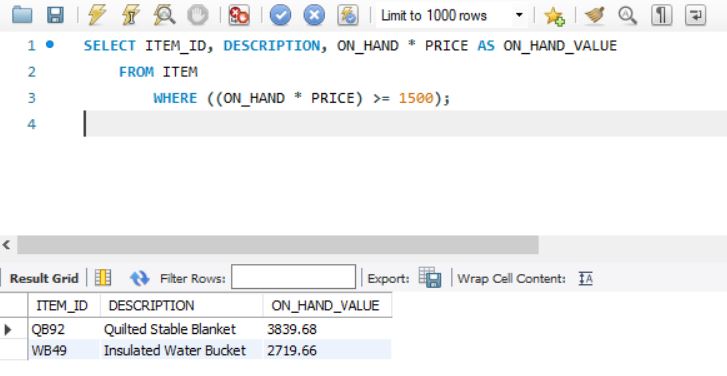 Limit to 1000 rows
1 SELECT ITEM_ID, DESCRIPTION, ON_HAND * PRICE AS ON_HAND_VALUE
2 FROM ITEM
3 WHERE ((ON_HAND * PRICE) >= 1500);
4
Result Grid Filter Rows: Export: Wrap Cell Content: IA
ITEM_ID DESCRIPTION ON_HAND_VALUE
QB92 Quilted Stable Blanket 3839.68
WB49 Insulated Water Bucket 2719.66